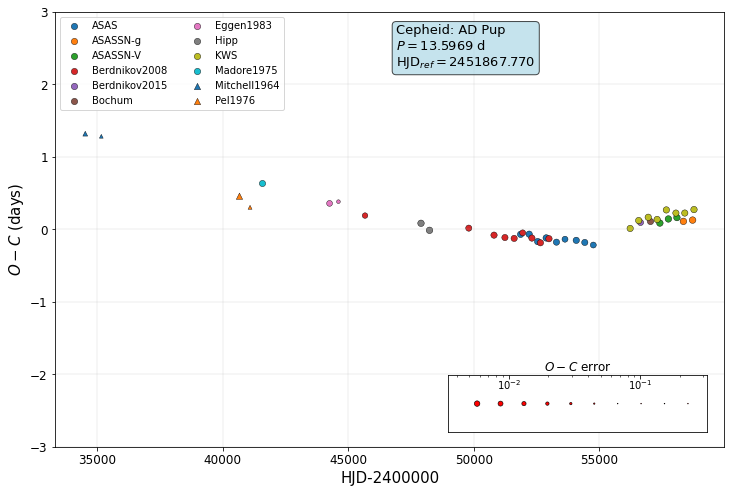 3
2
1
0
−1
−2
−3
O − C (days)
ASAS
ASASSN-g
ASASSN-V
Berdnikov2008
Berdnikov2015
Bochum
Eggen1983
Hipp
KWS
Madore1975
Mitchell1964
Pel1976
Cepheid: AD Pup
P = 13.5969 d
HJD_ref = 2451867.770
O − C error
10^−2 10^−1
35000 40000 45000 50000 55000
HJD-2400000